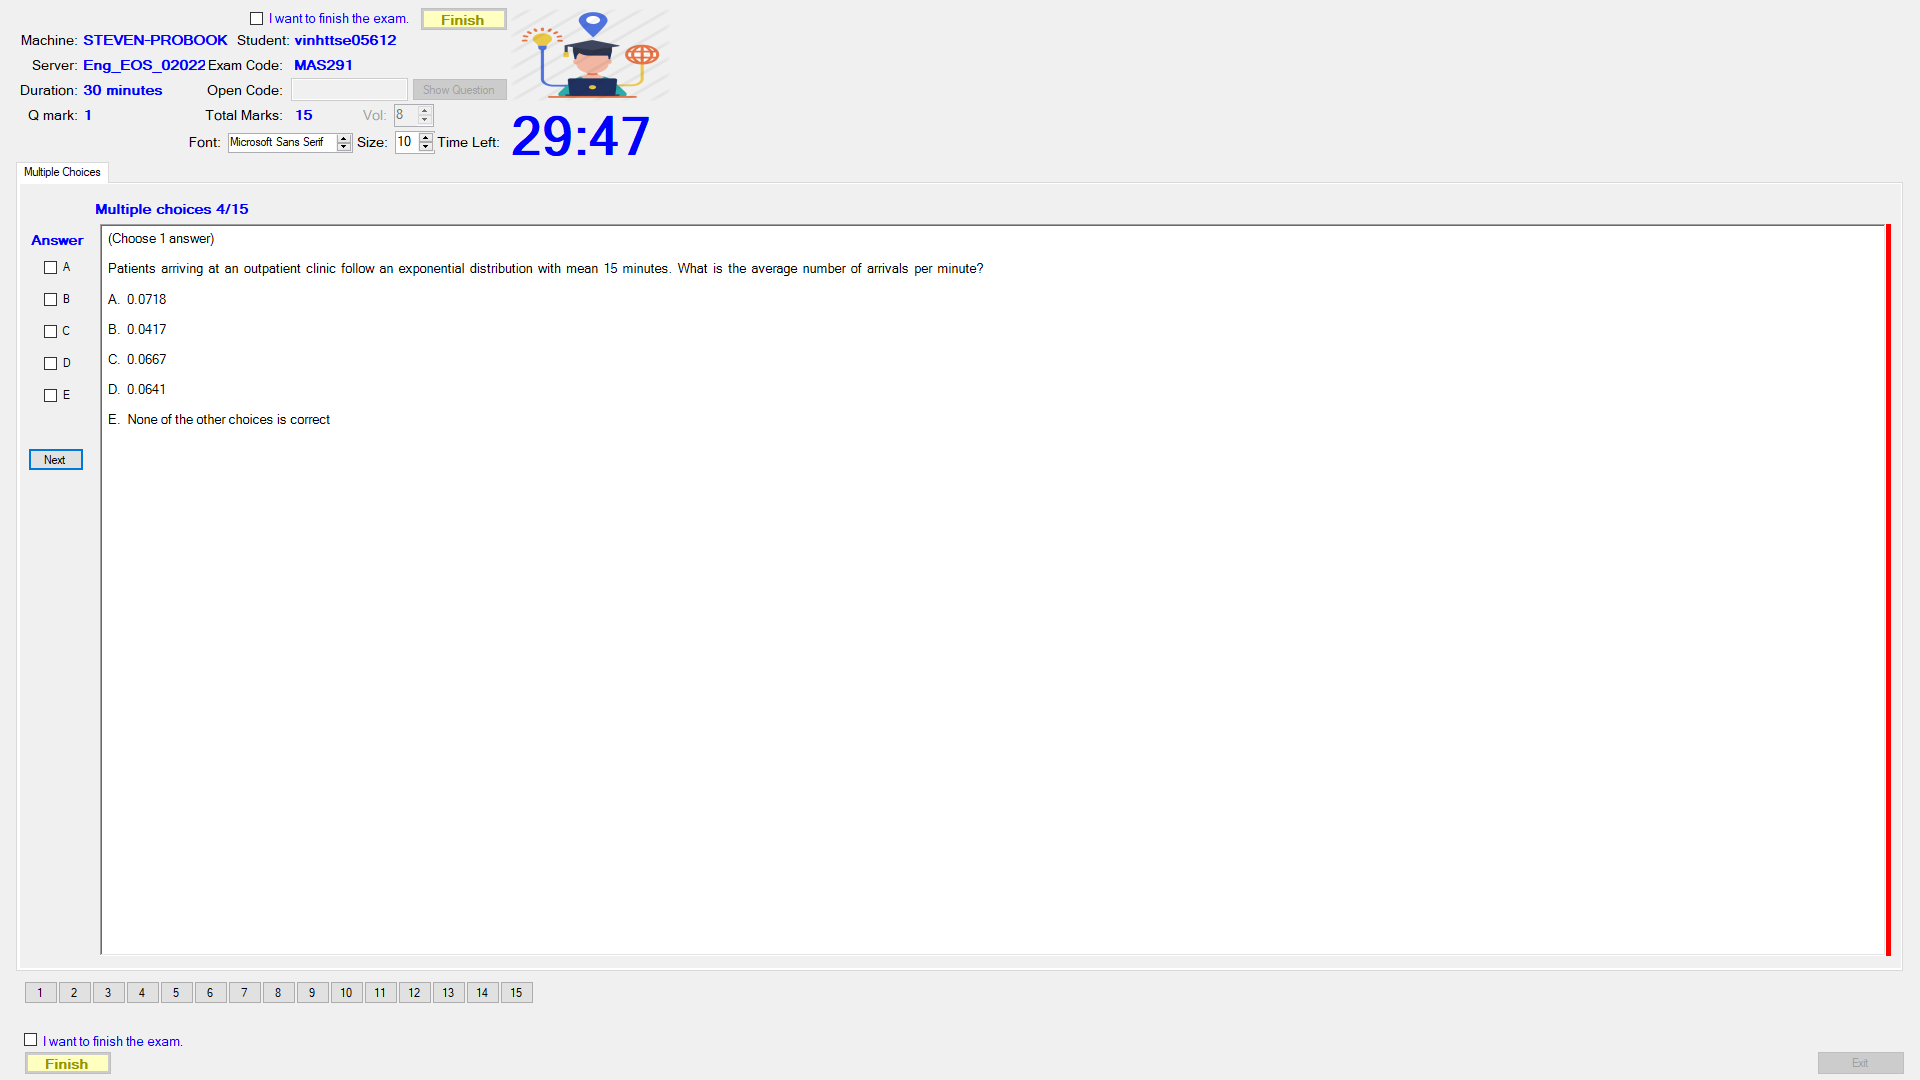 I want to finish the exam. Finish
Machine: STEVEN-PROBOOK Student: vinhttse05612
Server: Eng_EOS_02022 Exam Code: MAS291
Duration: 30 minutes Open Code: Show Question
Q mark: 1 Total Marks: 15 Vol: 8
Font: Microsoft Sans Serif Size: 10 Time Left: 29:47
Multiple Choices
Multiple choices 4/15
Answer
A
B
C
D
E
Next
(Choose 1 answer)
Patients arriving at an outpatient clinic follow an exponential distribution with mean 15 minutes. What is the average number of arrivals per minute?
A. 0.0718
B. 0.0417
C. 0.0667
D. 0.0641
E. None of the other choices is correct
1 2 3 4 5 6 7 8 9 10 11 12 13 14 15
I want to finish the exam.
Finish
Exit